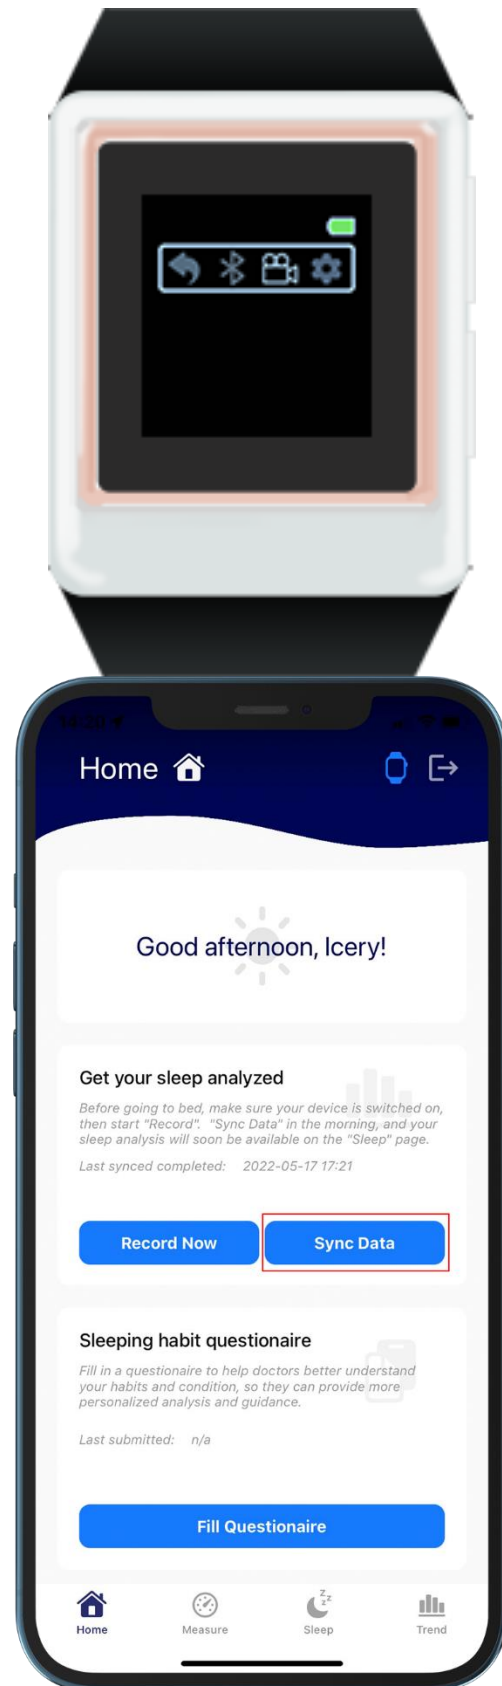 14:20
Home
Good afternoon, Icery!
Get your sleep analyzed
Before going to bed, make sure your device is switched on,
then start "Record". "Sync Data" in the morning, and your
sleep analysis will soon be available on the "Sleep" page.
Last synced completed: 2022-05-17 17:21
Record Now
Sync Data
Sleeping habit questionaire
Fill in a questionaire to help doctors better understand
your habits and condition, so they can provide more
personalized analysis and guidance.
Last submitted: n/a
Fill Questionaire
z z z
Home
Measure
Sleep
Trend